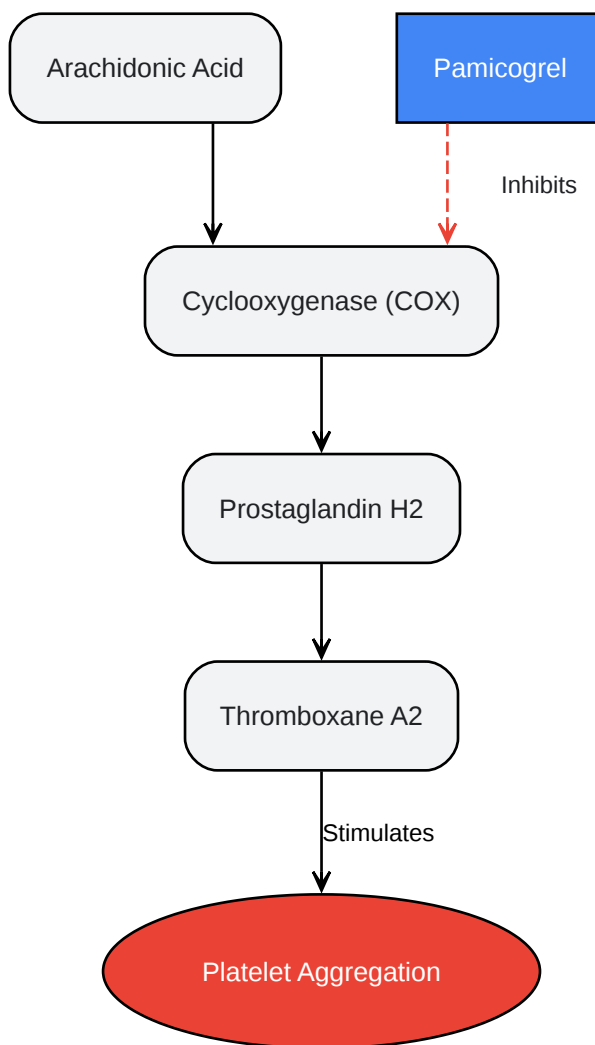 Arachidonic Acid
Pamicogrel
Inhibits
Cyclooxygenase (COX)
Prostaglandin H2
Thromboxane A2
Stimulates
Platelet Aggregation